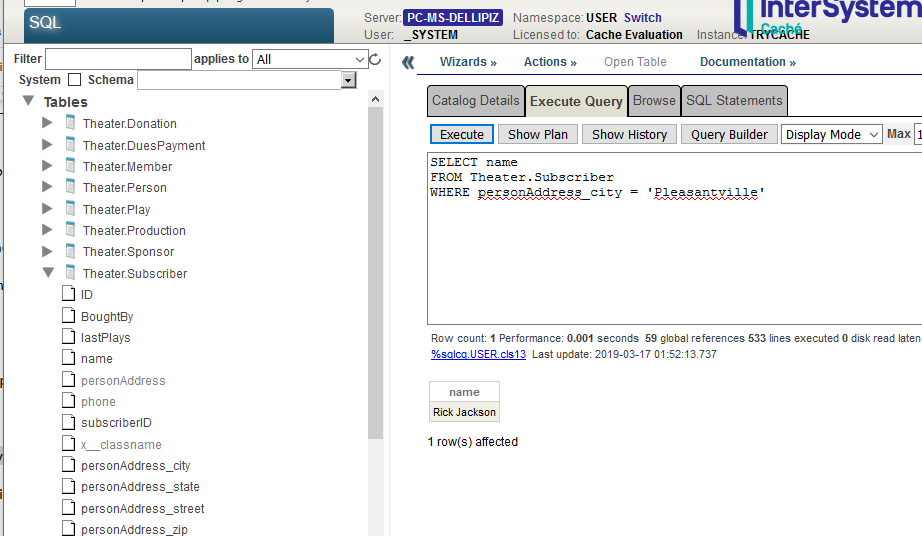 SQL
Server: PC-MS-DELLIPIZ Namespace: USER Switch
User: _SYSTEM Licensed to: Cache Evaluation Instance: TRYCACHE
InterSystem
Caché
Filter applies to All
System Schema
Tables
Theater.Donation
Theater.DuesPayment
Theater.Member
Theater.Person
Theater.Play
Theater.Production
Theater.Sponsor
Theater.Subscriber
ID
BoughtBy
lastPlays
name
personAddress
phone
subscriberID
x__classname
personAddress_city
personAddress_state
personAddress_street
personAddress_zip
« Wizards » Actions » Open Table Documentation »
Catalog Details Execute Query Browse SQL Statements
Execute Show Plan Show History Query Builder Display Mode Max 1
SELECT name
FROM Theater.Subscriber
WHERE personAddress_city = 'Pleasantville'
Row count: 1 Performance: 0.001 seconds 59 global references 533 lines executed 0 disk read laten
%sqlcq.USER.cls13 Last update: 2019-03-17 01:52:13.737
name
Rick Jackson
1 row(s) affected